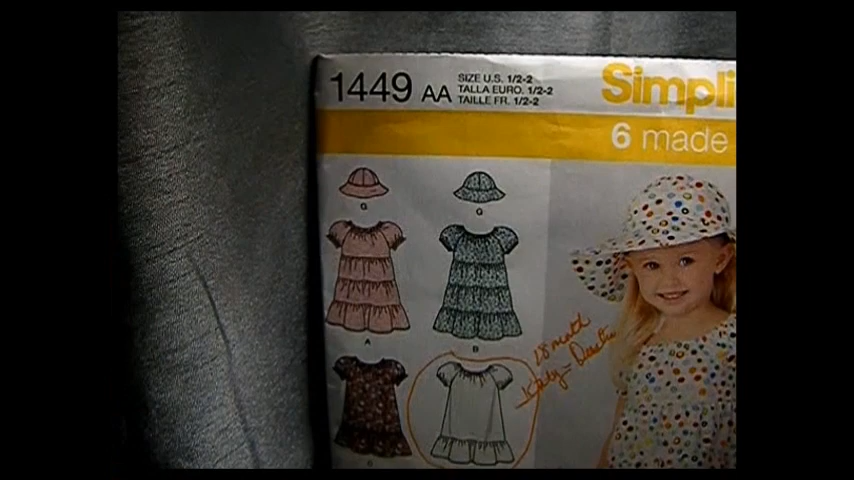 1449 AA
SIZE U.S. 1/2-2
TALLA EURO. 1/2-2
TAILLE FR. 1/2-2
Simpli
6 made
G
G
A
B
18 month
C